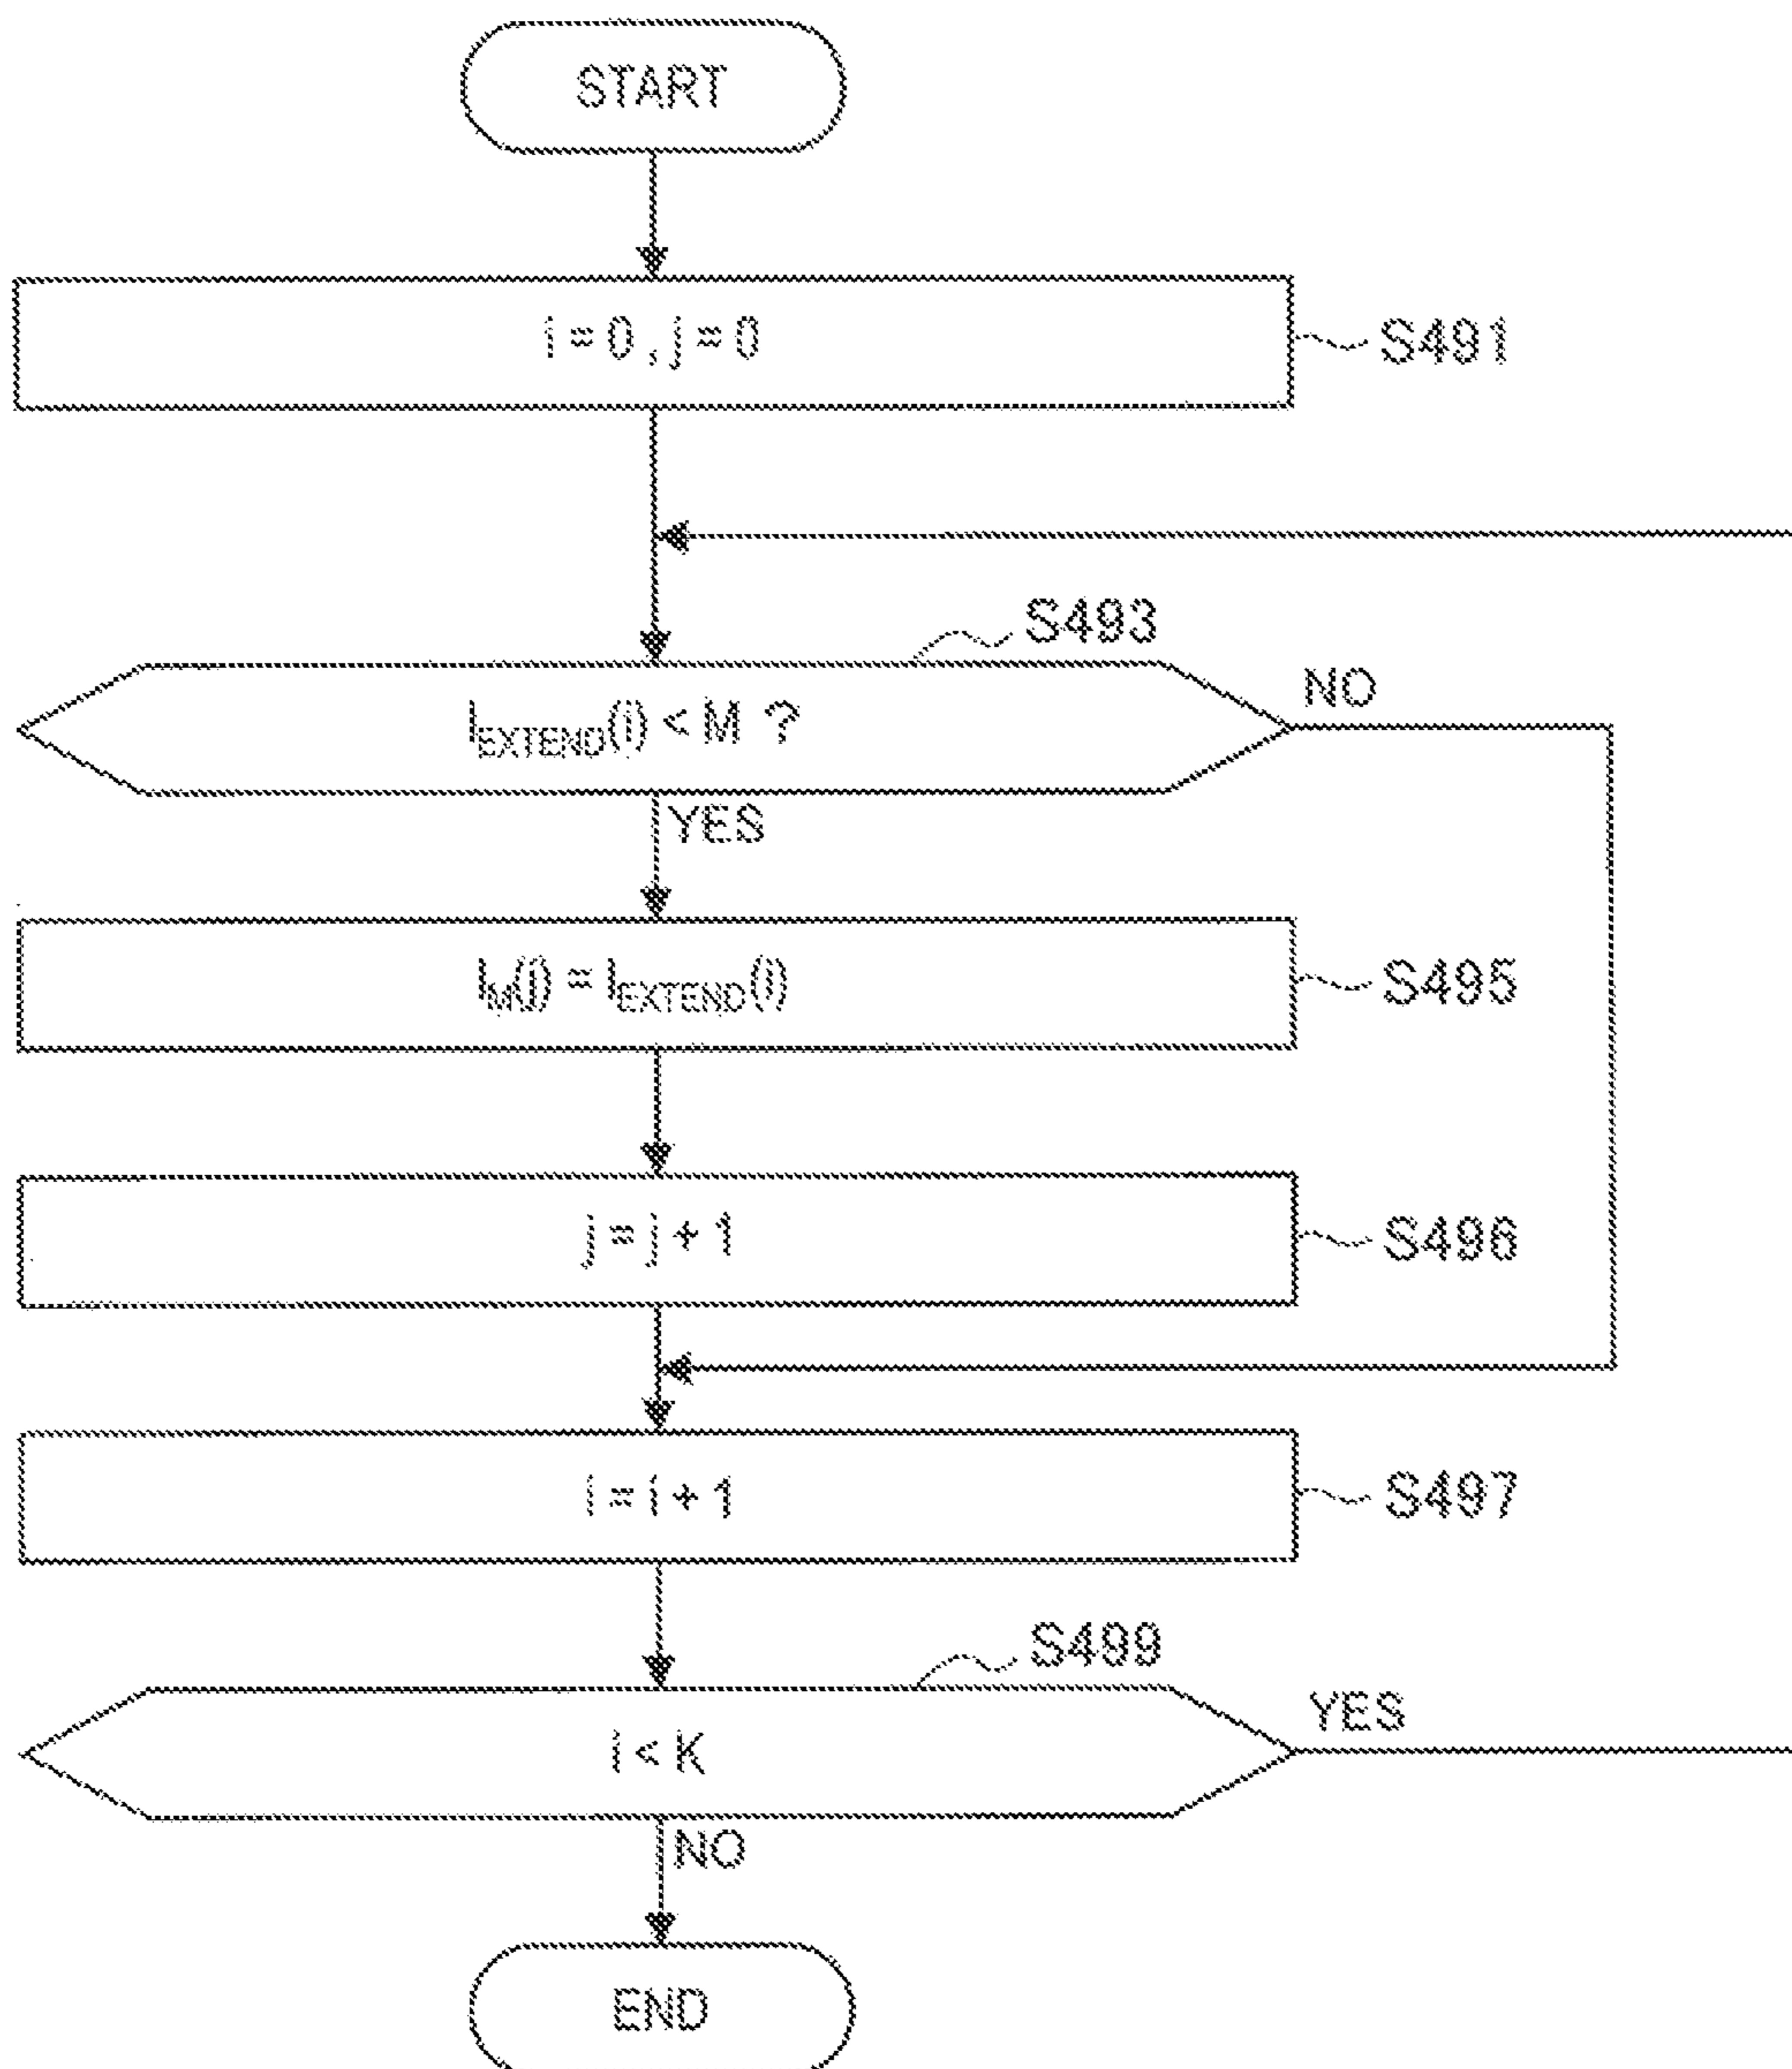 START
i = 0 , j = 0
S491
S493
I_EXTEND(i) < M ?
NO
YES
I_M(j) = I_EXTEND(i)
S495
j = j + 1
S496
i = i + 1
S497
S499
i < K
YES
NO
END